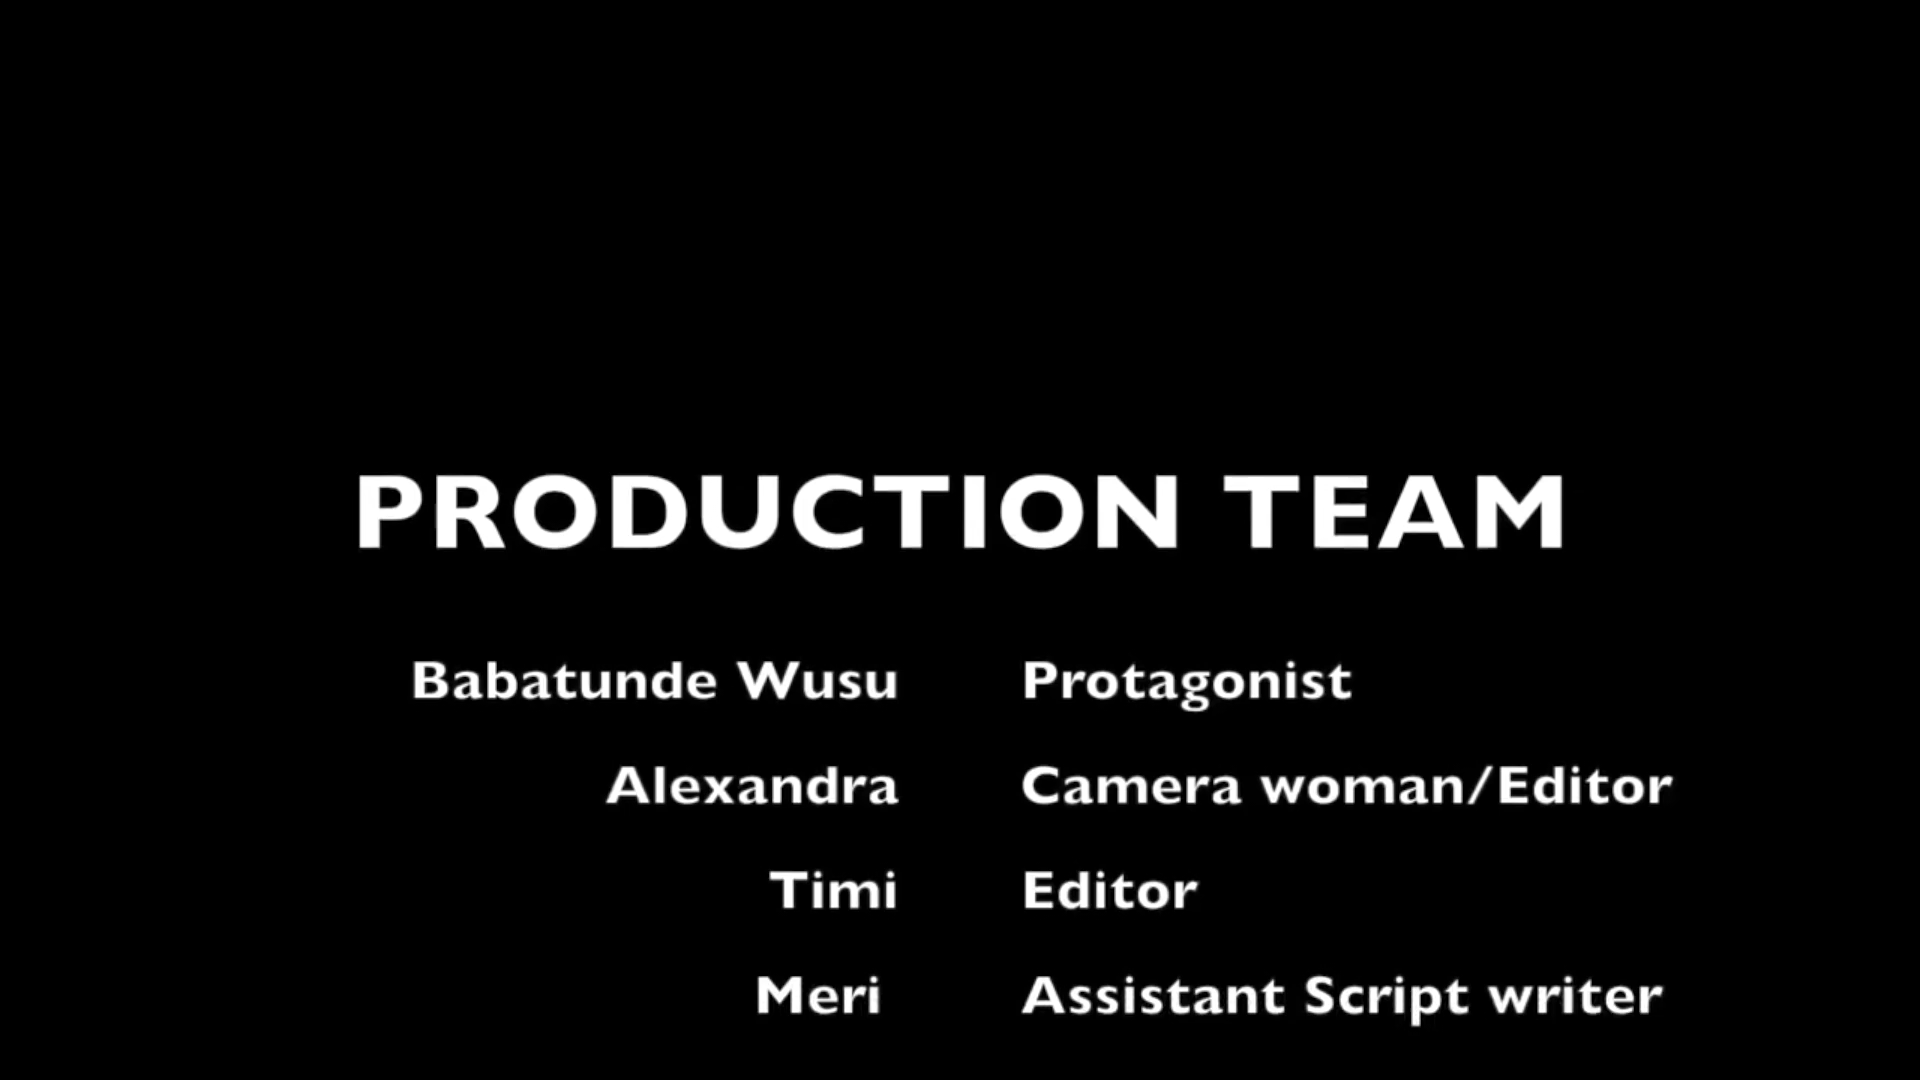 PRODUCTION TEAM
Babatunde Wusu Protagonist
Alexandra Camera woman/Editor
Timi Editor
Meri Assistant Script writer